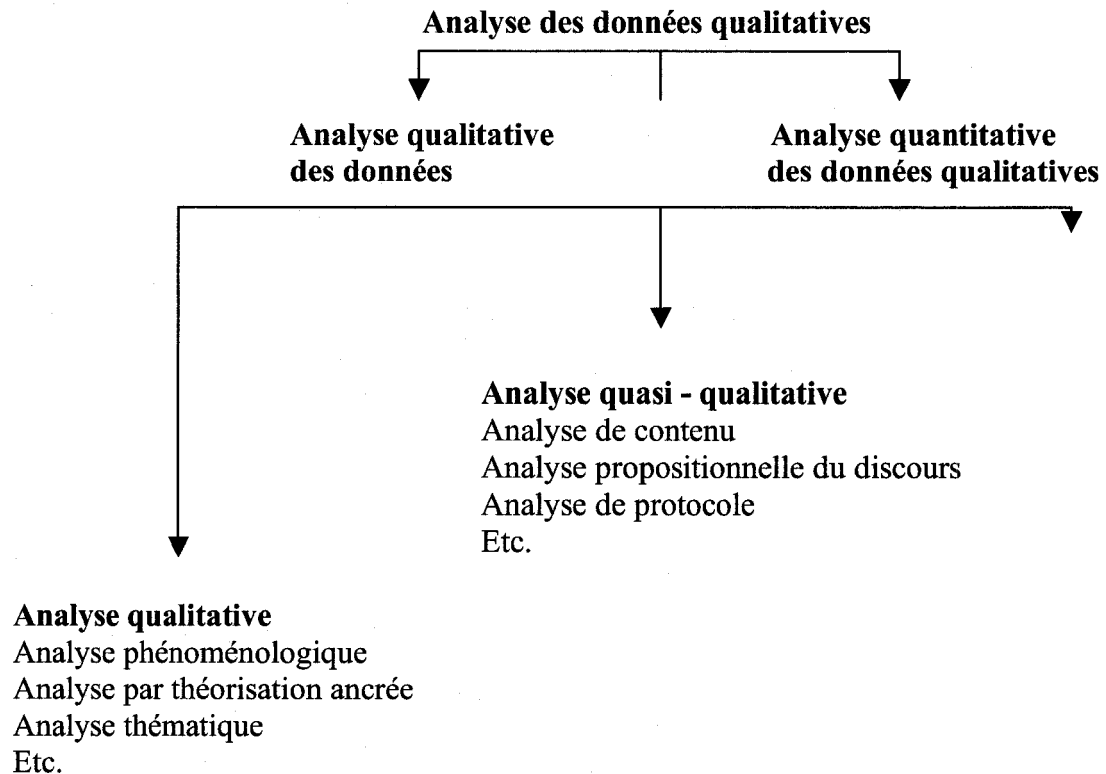 Analyse des données qualitatives
Analyse qualitative
des données
Analyse quantitative
des données qualitatives
Analyse quasi - qualitative
Analyse de contenu
Analyse propositionnelle du discours
Analyse de protocole
Etc.
Analyse qualitative
Analyse phénoménologique
Analyse par théorisation ancrée
Analyse thématique
Etc.